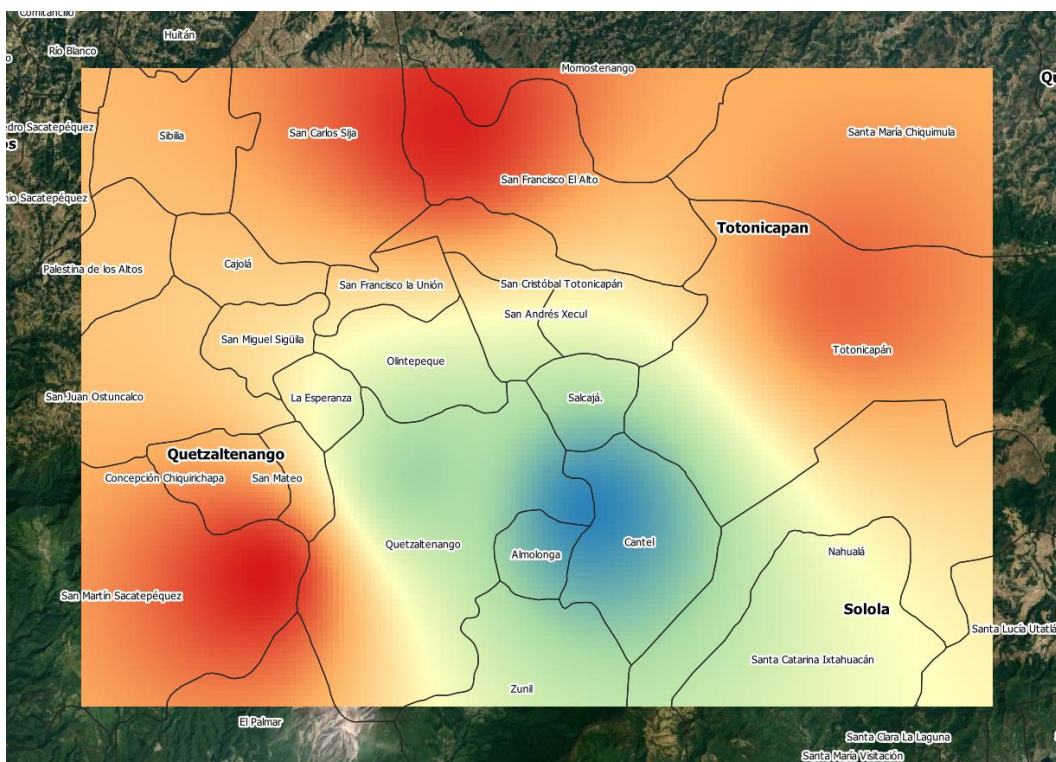 Comitancillo
Huitán
Río Blanco
Momostenango
Qu
edro Sacatepéquez
Sibilia
San Carlos Sija
Santa María Chiquimula
os
San Francisco El Alto
nio Sacatepéquez
Totonicapan
Palestina de los Altos
Cajolá
San Francisco la Unión
San Cristóbal Totonicapán
San Andrés Xecul
San Miguel Sigüila
Olintepeque
Totonicapán
San Juan Ostuncalco
La Esperanza
Salcajá.
Quetzaltenango
Concepción Chiquirichapa
San Mateo
Quetzaltenango
Almolonga
Cantel
Nahualá
San Martín Sacatepéquez
Solola
Santa Lucía Utatlá
Santa Catarina Ixtahuacán
Zunil
El Palmar
Santa Clara La Laguna
Santa María Visitación